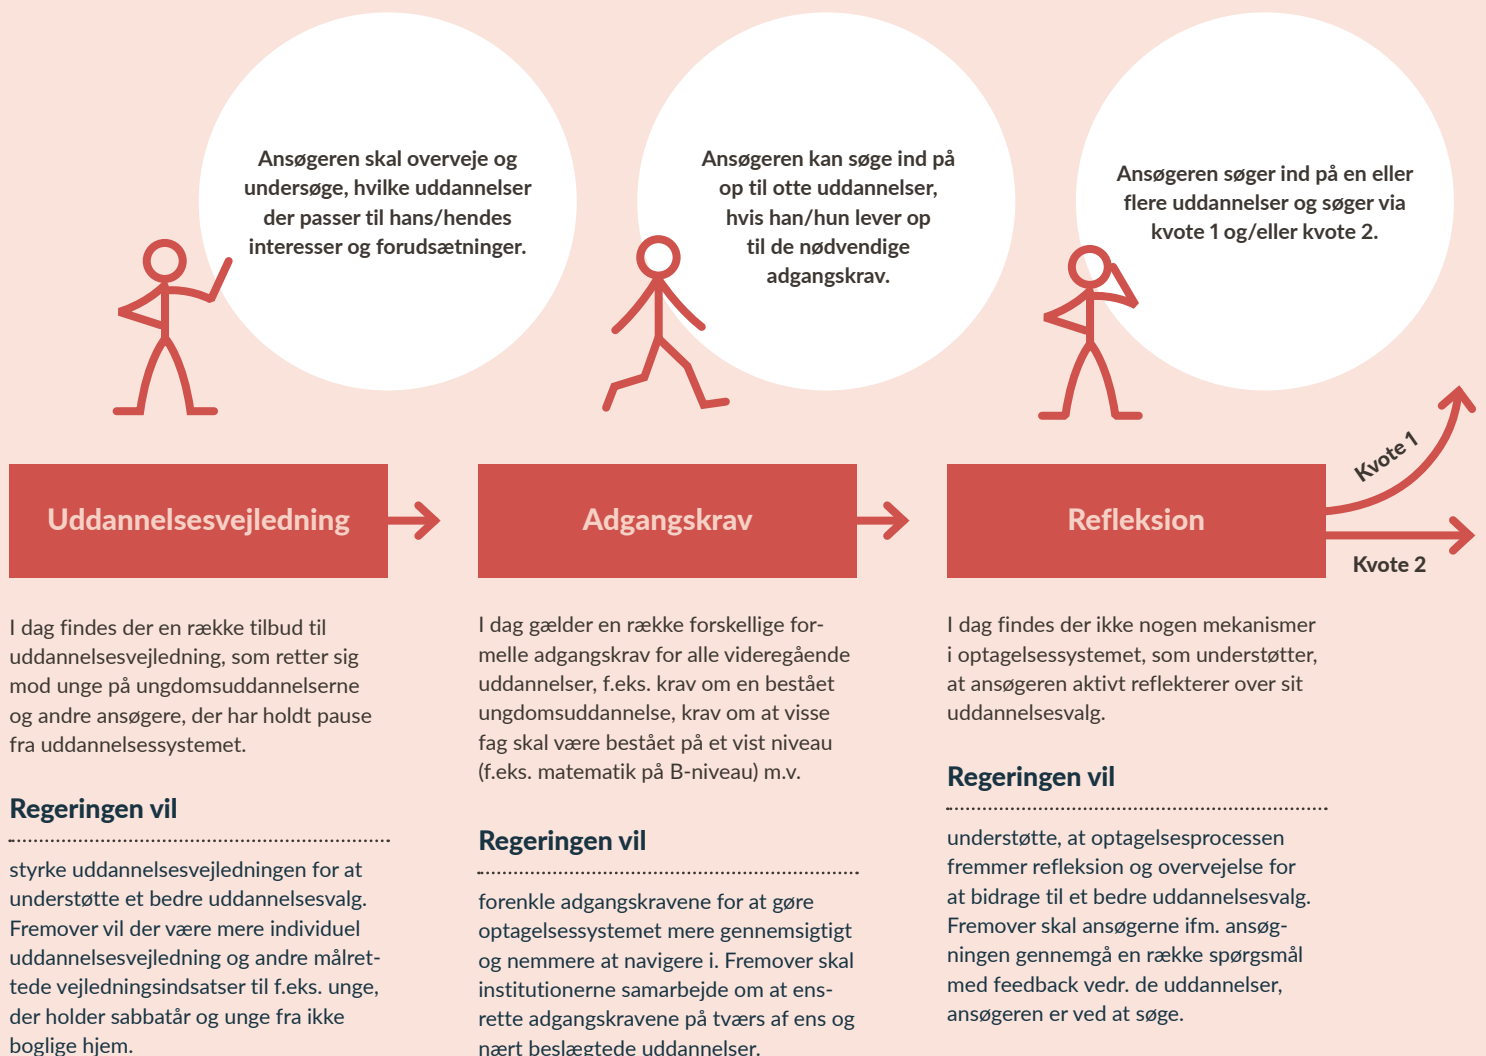 Ansøgeren skal overveje og
undersøge, hvilke uddannelser
der passer til hans/hendes
interesser og forudsætninger.
Ansøgeren kan søge ind på
op til otte uddannelser,
hvis han/hun lever op
til de nødvendige
adgangskrav.
Ansøgeren søger ind på en eller
flere uddannelser og søger via
kvote 1 og/eller kvote 2.
Uddannelsesvejledning
Adgangskrav
Refleksion
Kvote 1
Kvote 2
I dag findes der en række tilbud til
uddannelsesvejledning, som retter sig
mod unge på ungdomsuddannelserne
og andre ansøgere, der har holdt pause
fra uddannelsessystemet.
Regeringen vil
styrke uddannelsesvejledningen for at
understøtte et bedre uddannelsesvalg.
Fremover vil der være mere individuel
uddannelsesvejledning og andre målret-
tede vejledningsindsatser til f.eks. unge,
der holder sabbatår og unge fra ikke
boglige hjem.
I dag gælder en række forskellige for-
melle adgangskrav for alle videregående
uddannelser, f.eks. krav om en bestået
ungdomsuddannelse, krav om at visse
fag skal være bestået på et vist niveau
(f.eks. matematik på B-niveau) m.v.
Regeringen vil
forenkle adgangskravene for at gøre
optagelsessystemet mere gennemsigtigt
og nemmere at navigere i. Fremover skal
institutionerne samarbejde om at ens-
rette adgangskravene på tværs af ens og
nært beslægtede uddannelser.
I dag findes der ikke nogen mekanismer
i optagelsessystemet, som understøtter,
at ansøgeren aktivt reflekterer over sit
uddannelsesvalg.
Regeringen vil
understøtte, at optagelsesprocessen
fremmer refleksion og overvejelse for
at bidrage til et bedre uddannelsesvalg.
Fremover skal ansøgerne ifm. ansøg-
ningen gennemgå en række spørgsmål
med feedback vedr. de uddannelser,
ansøgeren er ved at søge.